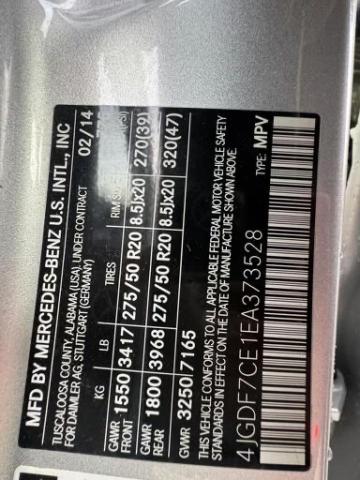 MFD BY MERCEDES-BENZ U.S. INTL., INC
TUSCALOOSA COUNTY, ALABAMA (USA), UNDER CONTRACT
FOR DAIMLER AG, STUTTGART (GERMANY) 02/14
KG LB TIRES RIM
GAWR FRONT 1550 3417 275/50 R20 8.5Jx20 270(39)
GAWR REAR 1800 3968 275/50 R20 8.5Jx20 320(47)
GVWR 3250 7165
THIS VEHICLE CONFORMS TO ALL APPLICABLE FEDERAL MOTOR VEHICLE SAFETY
STANDARDS IN EFFECT ON THE DATE OF MANUFACTURE SHOWN ABOVE.
4JGDF7CE1EA373528 TYPE: MPV